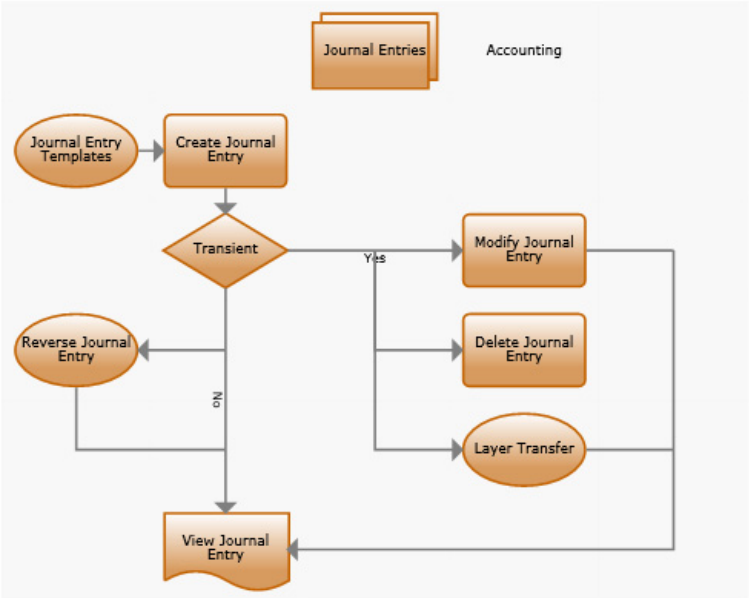 Journal Entries
Accounting
Journal Entry
Templates
Create Journal
Entry
Transient
Yes
Modify Journal
Entry
Reverse Journal
Entry
Delete Journal
Entry
No
Layer Transfer
View Journal
Entry